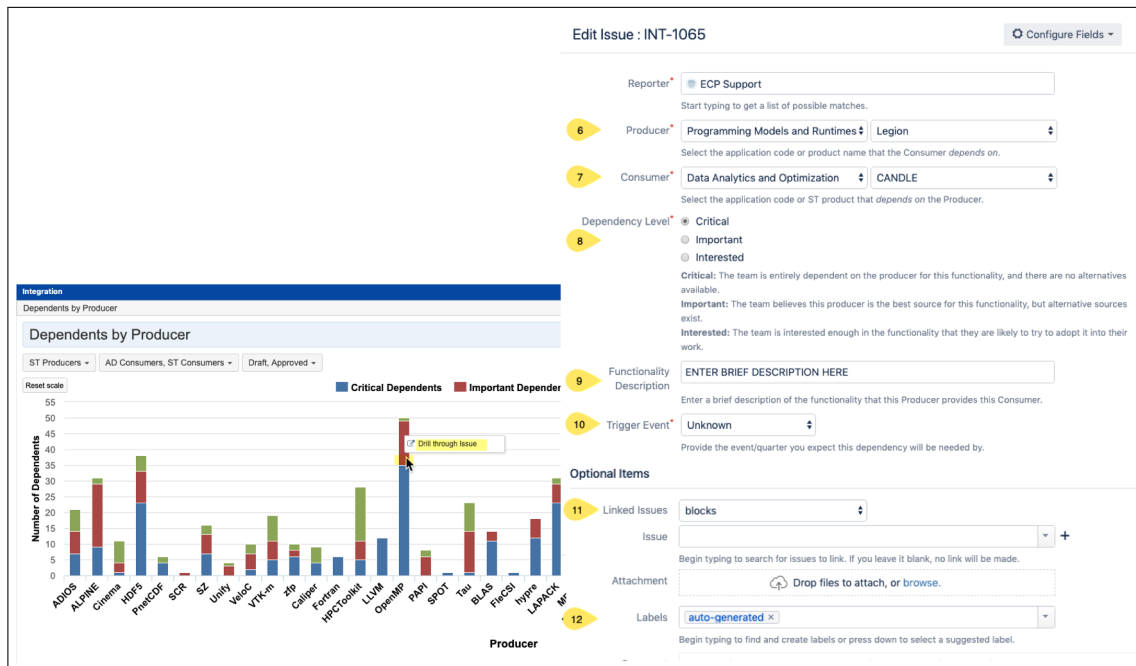 Edit Issue : INT-1065
Configure Fields
Reporter*
ECP Support
Start typing to get a list of possible matches.
6
Producer*
Programming Models and Runtimes
Legion
Select the application code or product name that the Consumer depends on.
7
Consumer*
Data Analytics and Optimization
CANDLE
Select the application code or ST product that depends on the Producer.
Dependency Level*
8
Critical
Important
Interested
Critical: The team is entirely dependent on the producer for this functionality, and there are no alternatives
available.
Important: The team believes this producer is the best source for this functionality, but alternative sources
exist.
Interested: The team is interested enough in the functionality that they are likely to try to adopt it into their
work.
9
Functionality
Description
ENTER BRIEF DESCRIPTION HERE
Enter a brief description of the functionality that this Producer provides this Consumer.
10
Trigger Event*
Unknown
Provide the event/quarter you expect this dependency will be needed by.
Optional Items
11
Linked Issues
blocks
Issue
+
Begin typing to search for issues to link. If you leave it blank, no link will be made.
Attachment
Drop files to attach, or browse.
12
Labels
auto-generated ×
Begin typing to find and create labels or press down to select a suggested label.
Integration
Dependents by Producer
Dependents by Producer
ST Producers
AD Consumers, ST Consumers
Draft, Approved
Reset scale
Critical Dependents
Important Depender
Number of Dependents
55
50
45
40
35
30
25
20
15
10
5
0
Drill through Issue
ADIOS
ALPINE
Cinema
HDF5
PnetCDF
SCR
SZ
Unify
VeloC
VTK-m
zfp
Caliper
Fortran
HPCToolkit
LLVM
OpenMP
PAPI
SPOT
Tau
BLAS
FleCSI
hypre
LAPACK
Producer